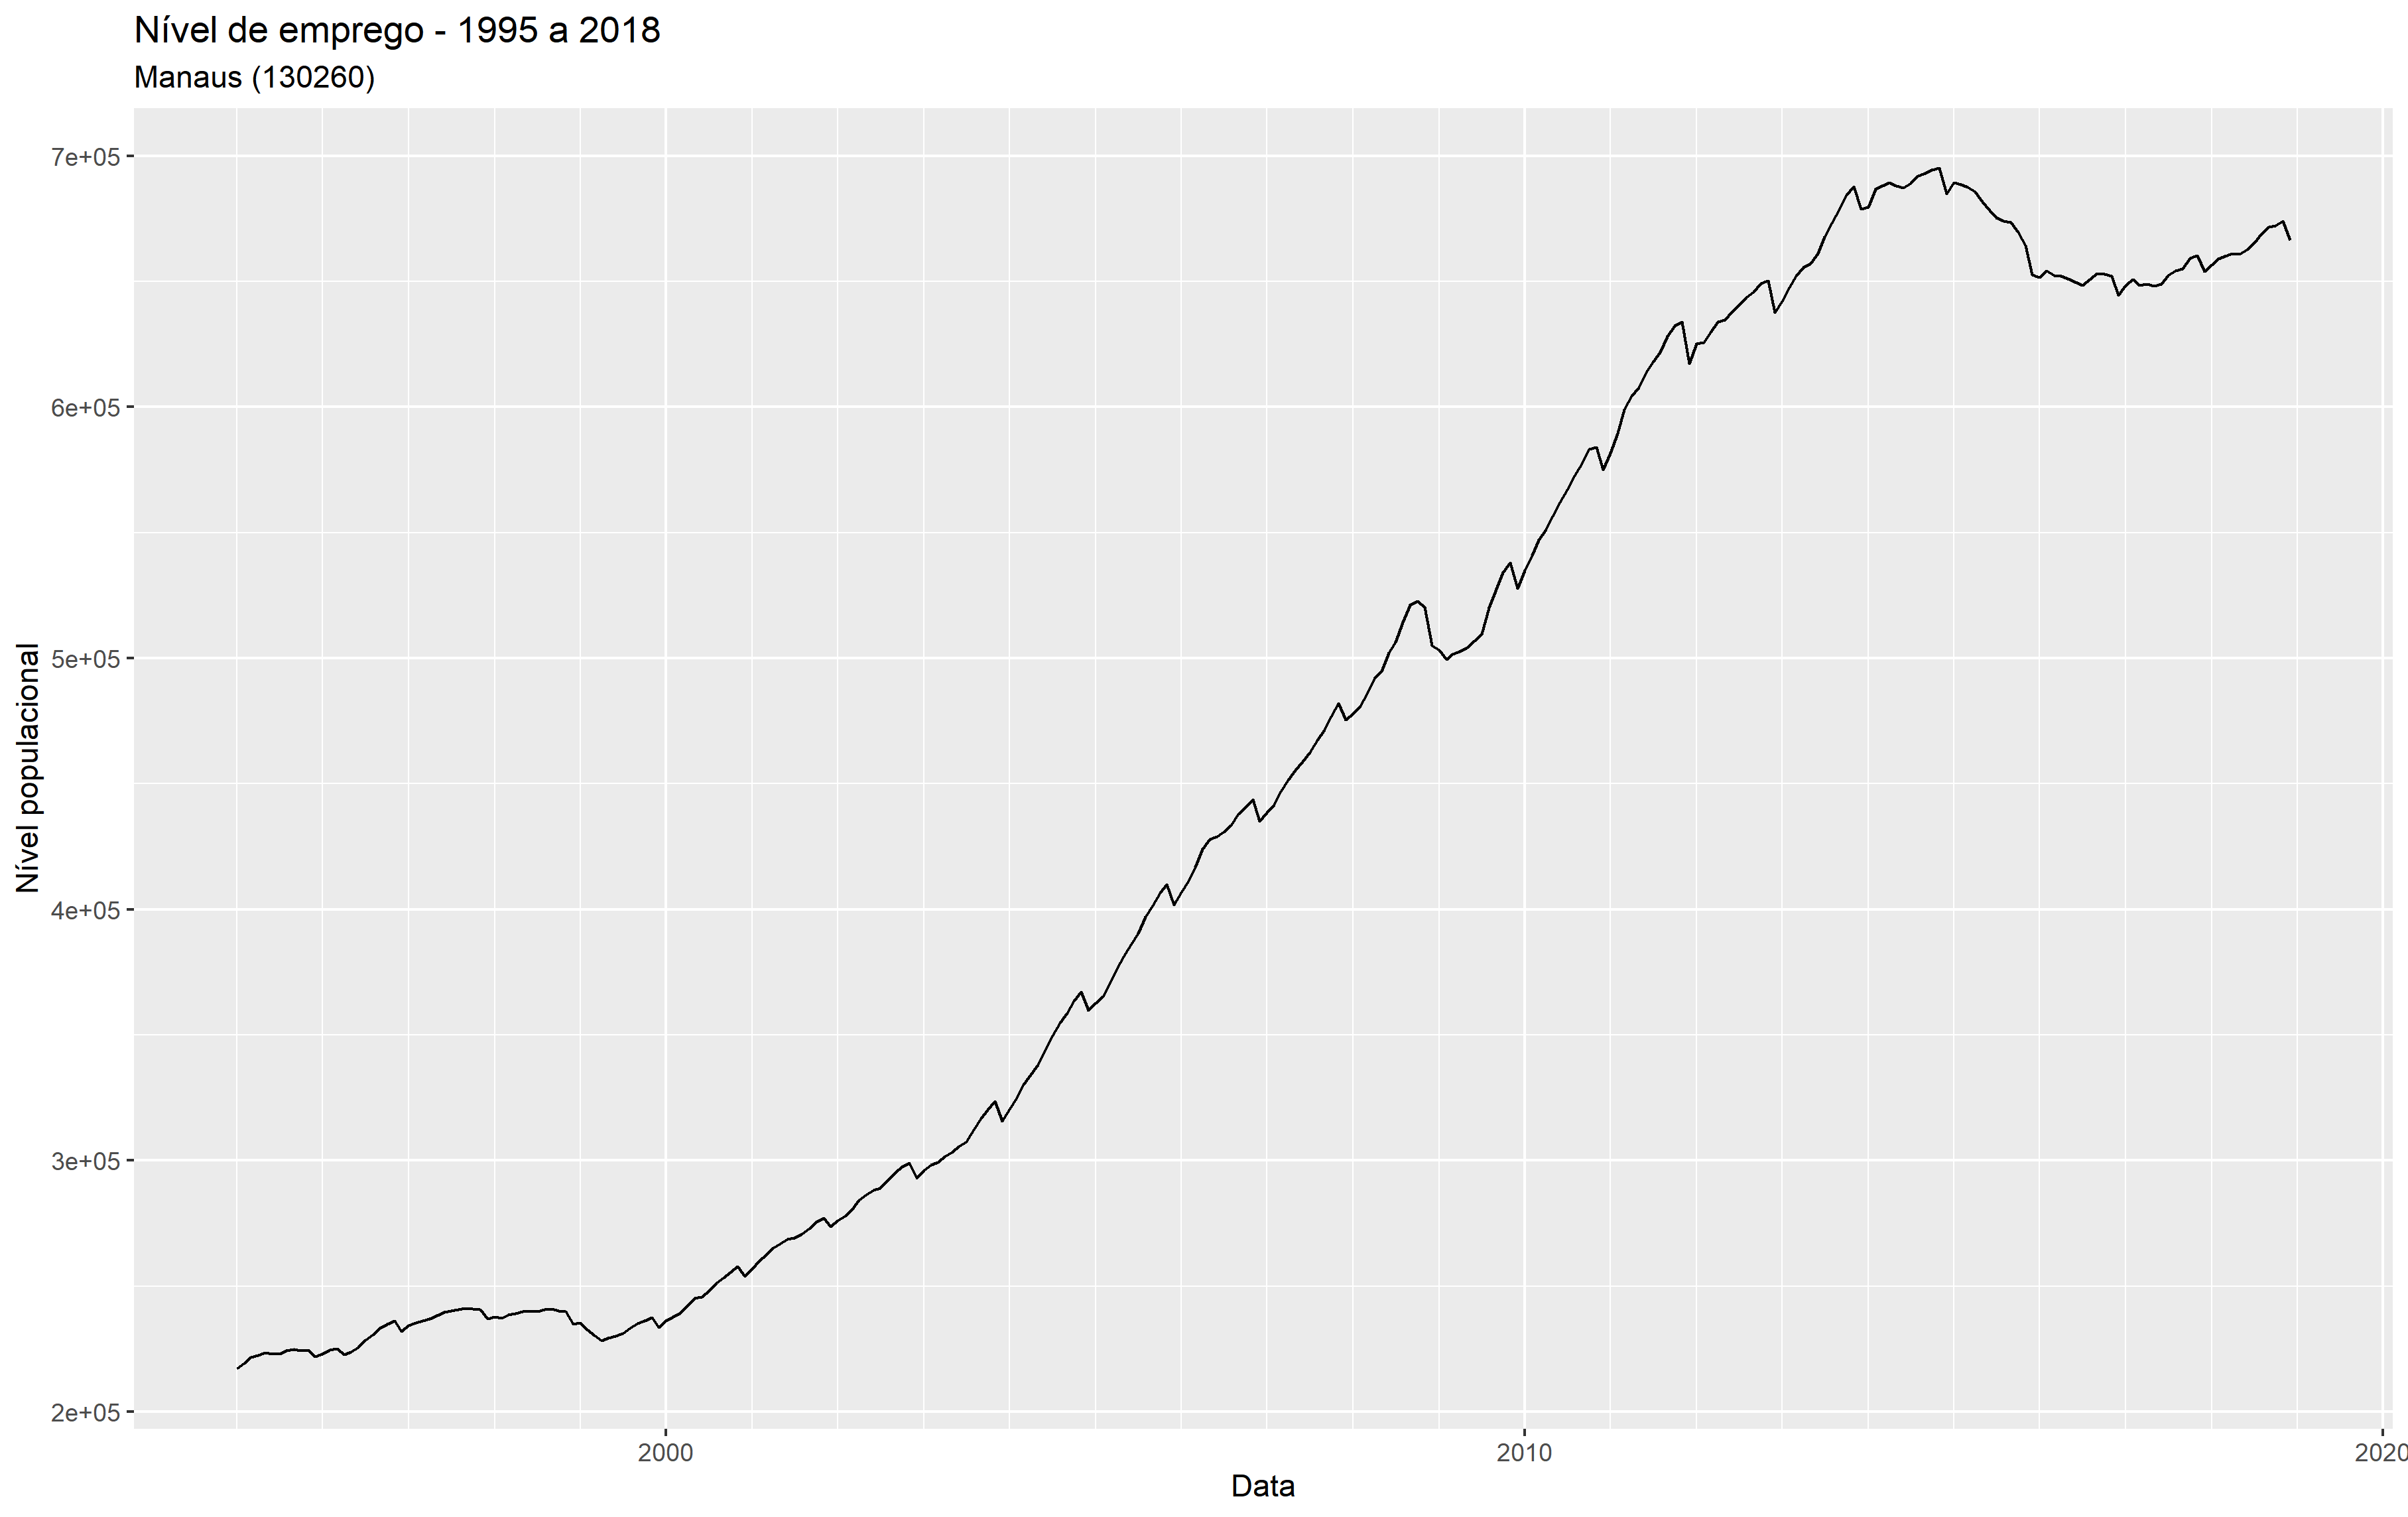 Nível de emprego - 1995 a 2018
Manaus (130260)
Nível populacional
7e+05
6e+05
5e+05
4e+05
3e+05
2e+05
2000
2010
2020
Data